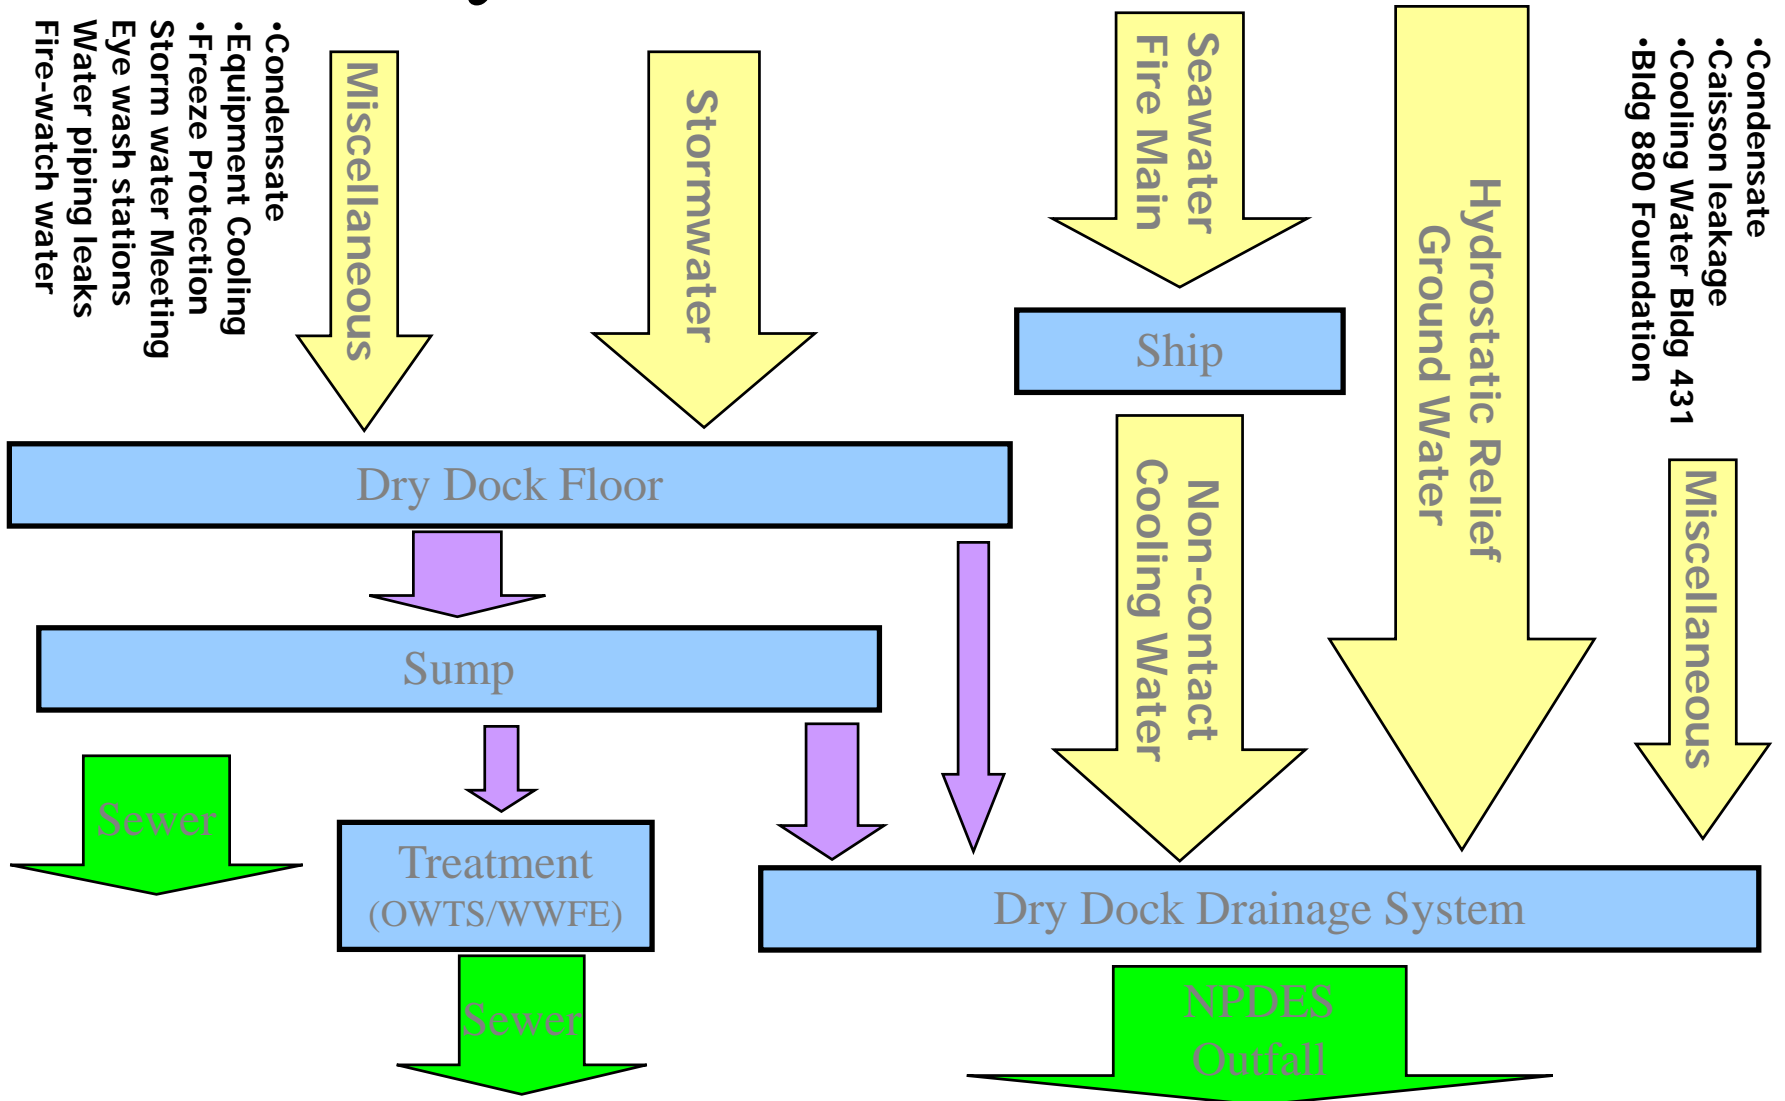 •Condensate
•Equipment Cooling
•Freeze Protection
Storm water Meeting
Eye wash stations
Water piping leaks
Fire-watch water
Miscellaneous
Stormwater
Seawater
Fire Main
Hydrostatic Relief
Ground Water
•Condensate
•Caisson leakage
•Cooling Water Bldg 431
•Bldg 880 Foundation
Ship
Dry Dock Floor
Non-contact
Cooling Water
Miscellaneous
Sump
Sewer
Treatment
(OWTS/WWFE)
Dry Dock Drainage System
Sewer
NPDES
Outfall